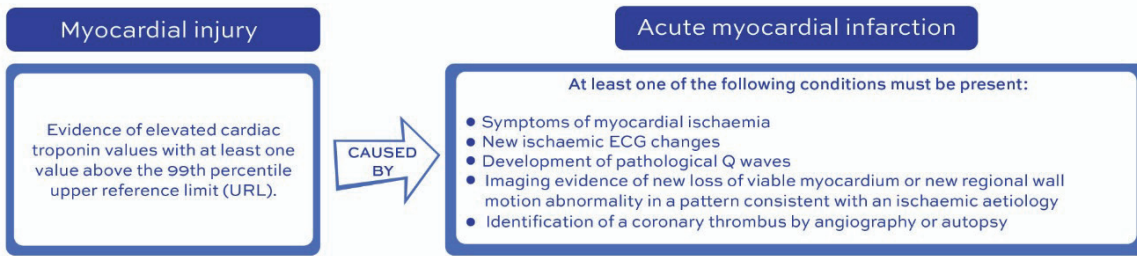 Myocardial injury
Evidence of elevated cardiac
troponin values with at least one
value above the 99th percentile
upper reference limit (URL).
CAUSED
BY
Acute myocardial infarction
At least one of the following conditions must be present:
● Symptoms of myocardial ischaemia
● New ischaemic ECG changes
● Development of pathological Q waves
● Imaging evidence of new loss of viable myocardium or new regional wall
motion abnormality in a pattern consistent with an ischaemic aetiology
● Identification of a coronary thrombus by angiography or autopsy